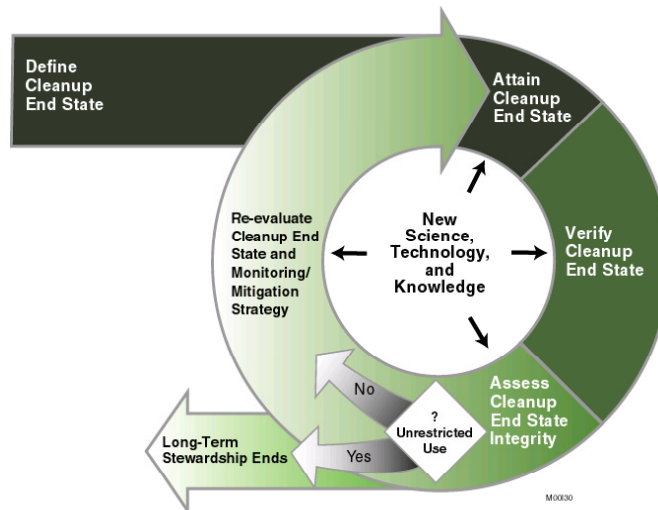 Define
Cleanup
End State
Attain
Cleanup
End State
Verify
Cleanup
End State
Assess
Cleanup
End State
Integrity
?
Unrestricted
Use
No
Yes
Re-evaluate
Cleanup End
State and
Monitoring/
Mitigation
Strategy
Long-Term
Stewardship Ends
New
Science,
Technology,
and
Knowledge